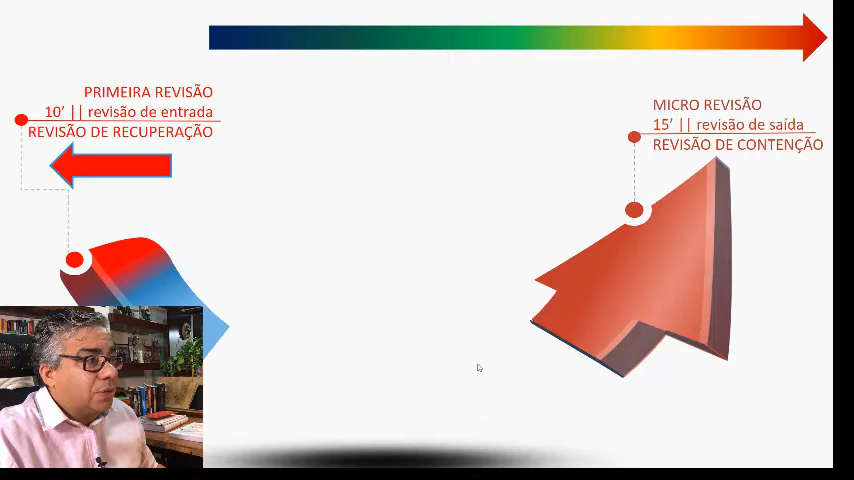 PRIMEIRA REVISÃO
10’ || revisão de entrada
REVISÃO DE RECUPERAÇÃO
MICRO REVISÃO
15’ || revisão de saída
REVISÃO DE CONTENÇÃO